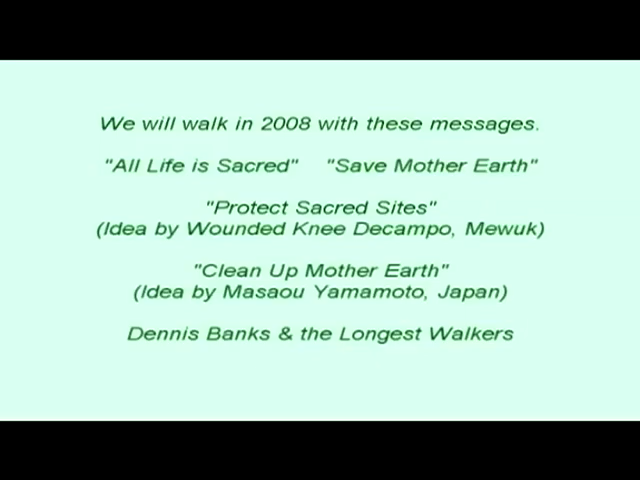 We will walk in 2008 with these messages.
"All Life is Sacred" "Save Mother Earth"
"Protect Sacred Sites"
(Idea by Wounded Knee Decampo, Mewuk)
"Clean Up Mother Earth"
(Idea by Masaou Yamamoto, Japan)
Dennis Banks & the Longest Walkers